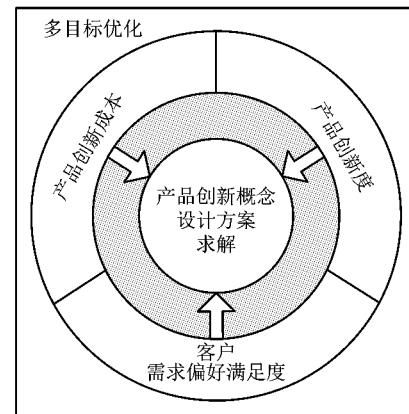 多目标优化
产品创新成本
产品创新度
产品创新概念
设计方案
求解
客户
需求偏好满足度